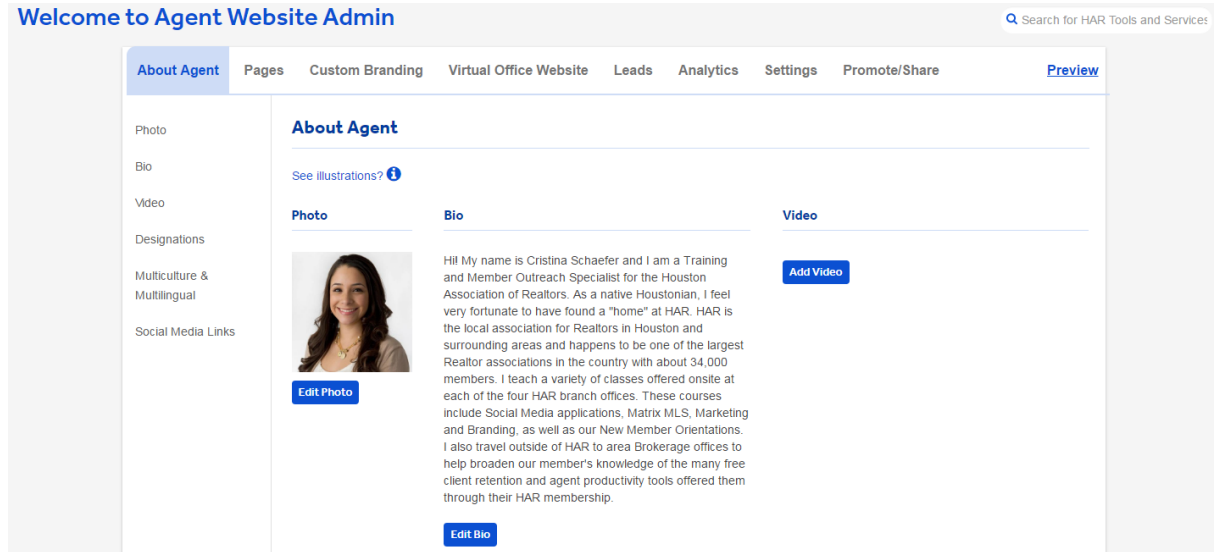 Welcome to Agent Website Admin
Search for HAR Tools and Services
About Agent Pages Custom Branding Virtual Office Website Leads Analytics Settings Promote/Share Preview
Photo
Bio
Video
Designations
Multiculture &
Multilingual
Social Media Links
About Agent
See illustrations?
Photo
Edit Photo
Bio
Hi! My name is Cristina Schaefer and I am a Training
and Member Outreach Specialist for the Houston
Association of Realtors. As a native Houstonian, I feel
very fortunate to have found a "home" at HAR. HAR is
the local association for Realtors in Houston and
surrounding areas and happens to be one of the largest
Realtor associations in the country with about 34,000
members. I teach a variety of classes offered onsite at
each of the four HAR branch offices. These courses
include Social Media applications, Matrix MLS, Marketing
and Branding, as well as our New Member Orientations.
I also travel outside of HAR to area Brokerage offices to
help broaden our member's knowledge of the many free
client retention and agent productivity tools offered them
through their HAR membership.
Edit Bio
Video
Add Video